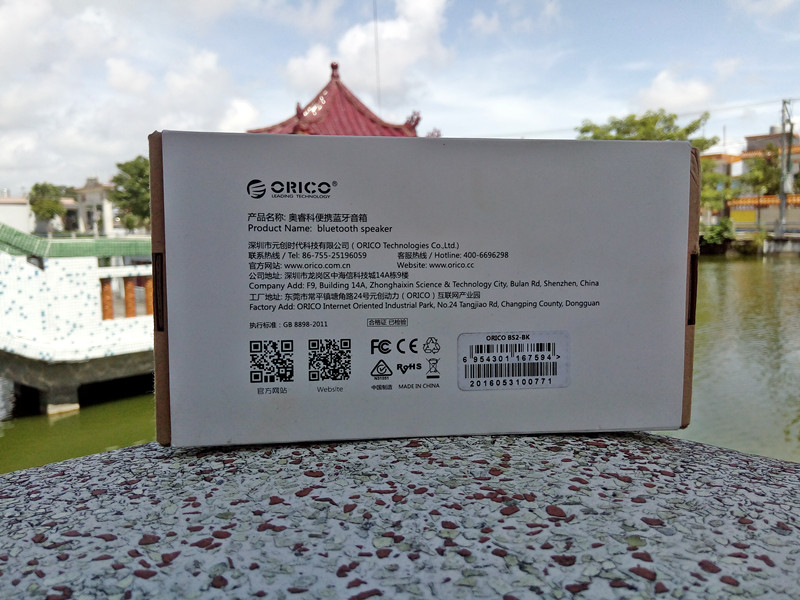 ORICO®
LEADING TECHNOLOGY
产品名称: 奥睿科便携蓝牙音箱
Product Name: bluetooth speaker
深圳市元创时代科技有限公司 ( ORICO Technologies Co.,Ltd.)
联系热线 / Tel: 86-755-25196059 客服热线 / Hotline: 400-6696298
官方网站: www.orico.com.cn Website: www.orico.cc
公司地址: 深圳市龙岗区中海信科技城14A栋9楼
Company Add: F9, Building 14A, Zhonghaixin Science & Technology City, Bulan Rd, Shenzhen, China
工厂地址: 东莞市常平镇塘角路24号元创动力 ( ORICO ) 互联网产业园
Factory Add: ORICO Internet Oriented Industrial Park, No.24 Tangjiao Rd, Changping County, Dongguan
执行标准: GB 8898-2011 合格证 已检验
FC CE
RoHS
官方网站 Website 中国制造 MADE IN CHINA
ORICO BS2-BK
6 954301 167594 >
2016053100771